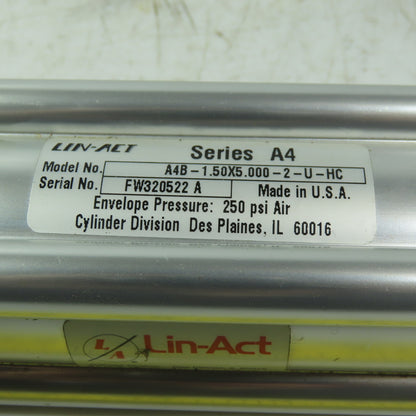 LIN-ACT Series A4
Model No. A4B-1.50X5.000-2-U-HC
Serial No. FW320522 A Made in U.S.A.
Envelope Pressure: 250 psi Air
Cylinder Division Des Plaines, IL 60016
LA Lin-Act